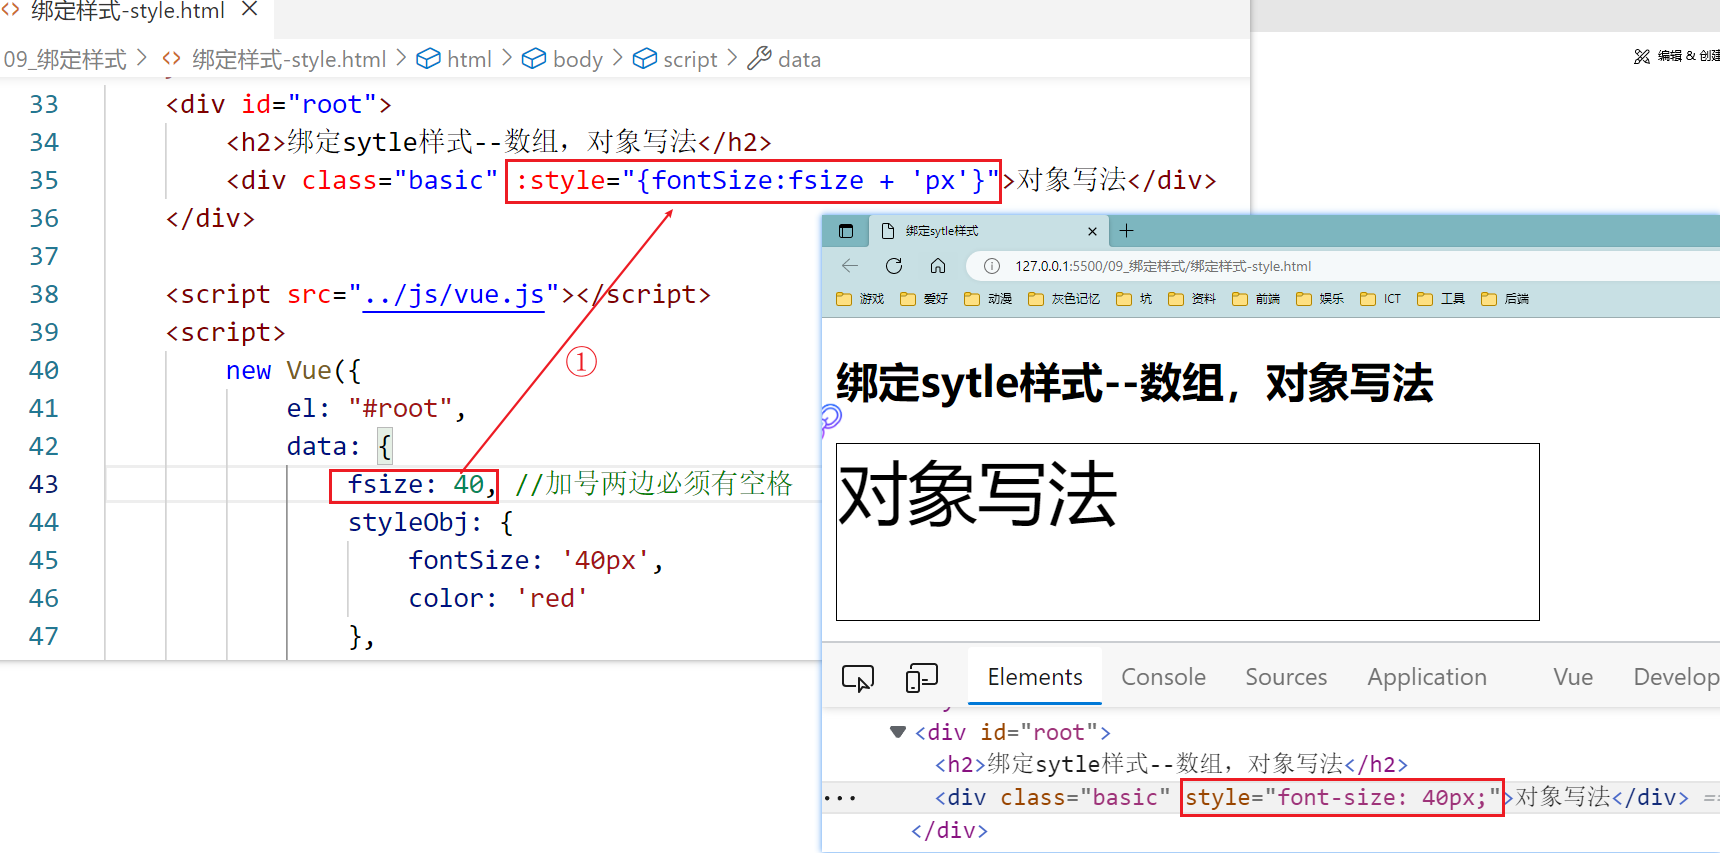 <> 绑定样式-style.html ×
09_绑定样式 > <> 绑定样式-style.html > html > body > script > data
编辑 & 创建
33 <div id="root">
34 <h2>绑定sytle样式--数组，对象写法</h2>
35 <div class="basic" :style="{fontSize:fsize + 'px'}">对象写法</div>
36 </div>
37
38 <script src="../js/vue.js"></script>
39 <script>
40 new Vue({
①
41 el: "#root",
42 data: {
43 fsize: 40, //加号两边必须有空格
44 styleObj: {
45 fontSize: '40px',
46 color: 'red'
47 },
绑定sytle样式 × +
127.0.0.1:5500/09_绑定样式/绑定样式-style.html
游戏 爱好 动漫 灰色记忆 坑 资料 前端 娱乐 ICT 工具 后端
绑定sytle样式--数组，对象写法
对象写法
Elements Console Sources Application Vue Develop
<div id="root">
<h2>绑定sytle样式--数组，对象写法</h2>
··· <div class="basic" style="font-size: 40px;">对象写法</div> ==
</div>